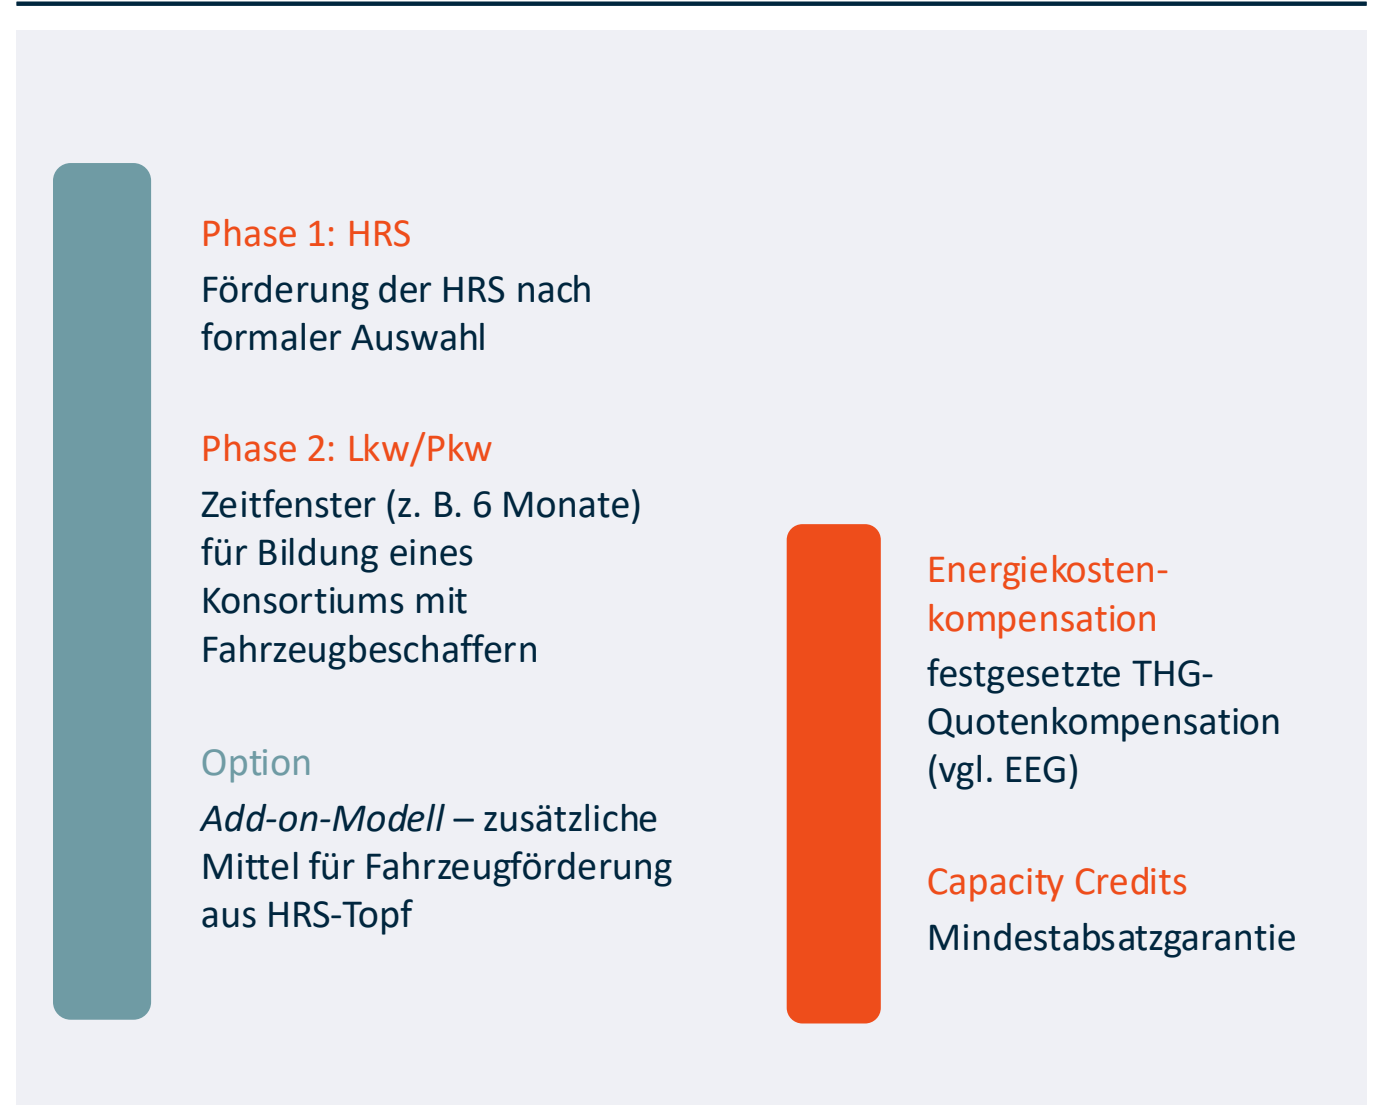 Phase 1: HRS
Förderung der HRS nach
formaler Auswahl
Phase 2: Lkw/Pkw
Zeitfenster (z. B. 6 Monate)
für Bildung eines
Konsortiums mit
Fahrzeugbeschaffern
Option
Add-on-Modell – zusätzliche
Mittel für Fahrzeugförderung
aus HRS-Topf
Energiekosten-
kompensation
festgesetzte THG-
Quotenkompensation
(vgl. EEG)
Capacity Credits
Mindestabsatzgarantie